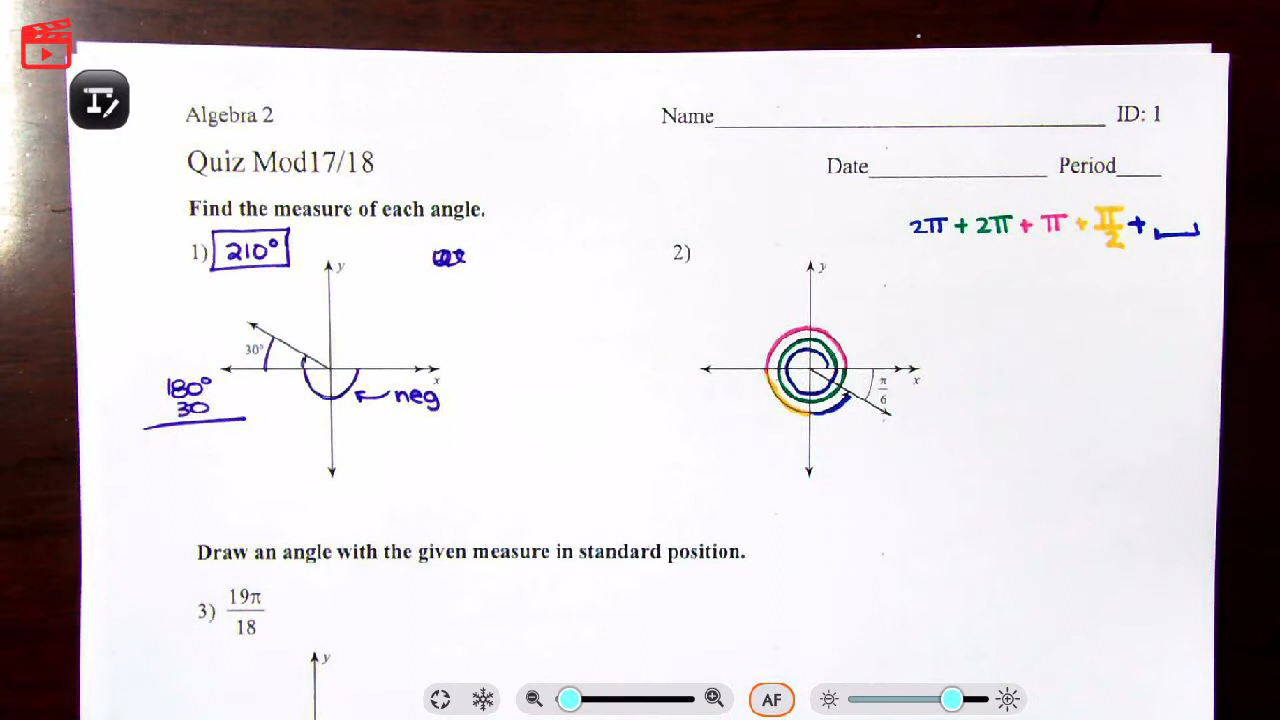 Algebra 2
Name ID: 1
Quiz Mod17/18
Date Period
Find the measure of each angle.
2π + 2π + π + π/2 +
1) 210°
2)
y
y
30°
x
x
π/6
180°
30
neg
Draw an angle with the given measure in standard position.
3) 19π/18
y
AF